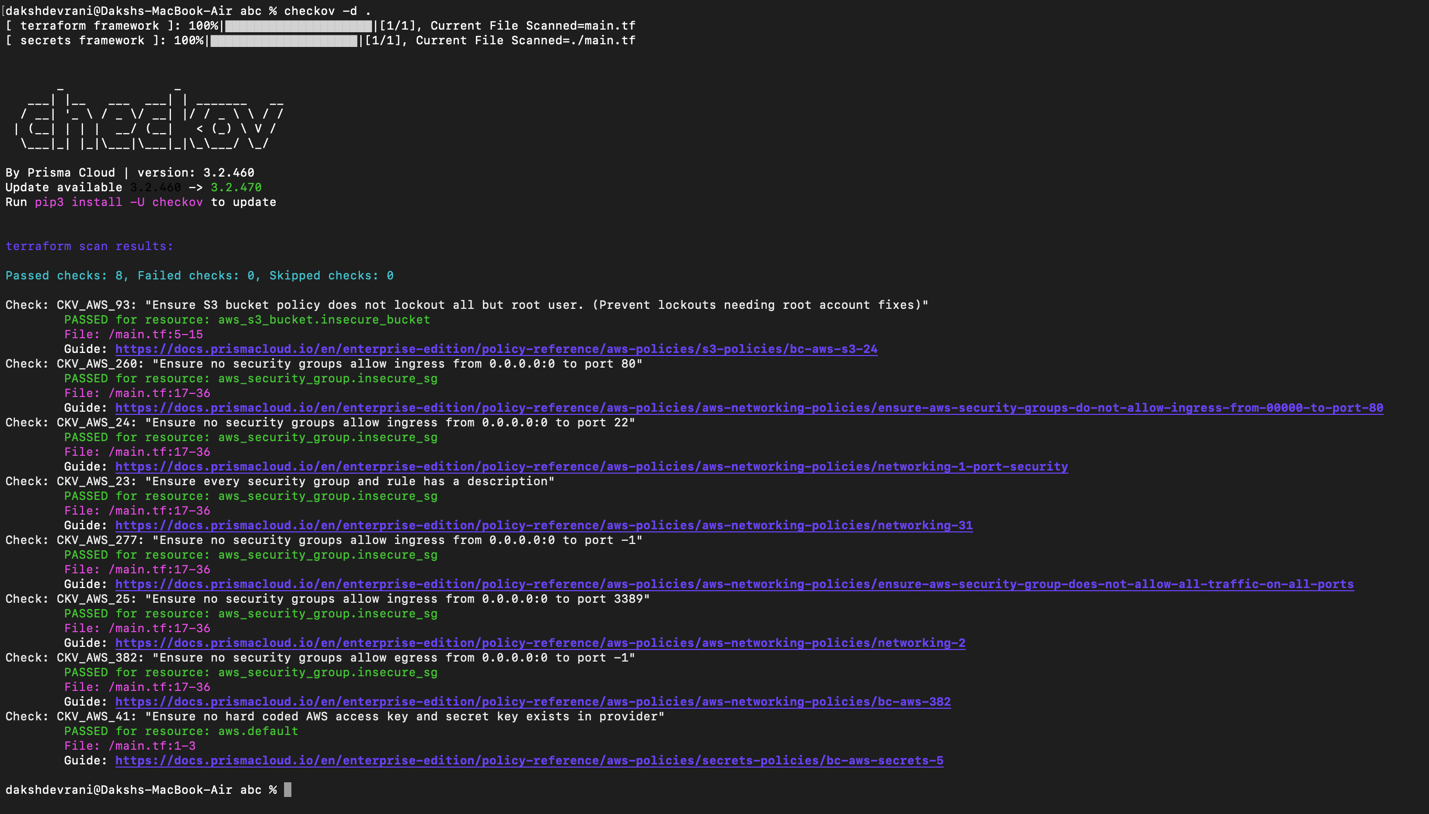 [dakshdevrani@Dakshs-MacBook-Air abc % checkov -d .
[ terraform framework ]: 100%|████████████████████|[1/1], Current File Scanned=main.tf
[ secrets framework ]: 100%|████████████████████|[1/1], Current File Scanned=./main.tf
       _               _
   ___| |__   ___  ___| | _______   __
  / __| '_ \ / _ \/ __| |/ / _ \ \ / /
 | (__| | | |  __/ (__|   < (_) \ V /
  \___|_| |_|\___|\___|_|\_\___/ \_/
By Prisma Cloud | version: 3.2.460
Update available 3.2.460 -> 3.2.470
Run pip3 install -U checkov to update
terraform scan results:
Passed checks: 8, Failed checks: 0, Skipped checks: 0
Check: CKV_AWS_93: "Ensure S3 bucket policy does not lockout all but root user. (Prevent lockouts needing root account fixes)"
PASSED for resource: aws_s3_bucket.insecure_bucket
File: /main.tf:5-15
Guide: https://docs.prismacloud.io/en/enterprise-edition/policy-reference/aws-policies/s3-policies/bc-aws-s3-24
Check: CKV_AWS_260: "Ensure no security groups allow ingress from 0.0.0.0:0 to port 80"
PASSED for resource: aws_security_group.insecure_sg
File: /main.tf:17-36
Guide: https://docs.prismacloud.io/en/enterprise-edition/policy-reference/aws-policies/aws-networking-policies/ensure-aws-security-groups-do-not-allow-ingress-from-00000-to-port-80
Check: CKV_AWS_24: "Ensure no security groups allow ingress from 0.0.0.0:0 to port 22"
PASSED for resource: aws_security_group.insecure_sg
File: /main.tf:17-36
Guide: https://docs.prismacloud.io/en/enterprise-edition/policy-reference/aws-policies/aws-networking-policies/networking-1-port-security
Check: CKV_AWS_23: "Ensure every security group and rule has a description"
PASSED for resource: aws_security_group.insecure_sg
File: /main.tf:17-36
Guide: https://docs.prismacloud.io/en/enterprise-edition/policy-reference/aws-policies/aws-networking-policies/networking-31
Check: CKV_AWS_277: "Ensure no security groups allow ingress from 0.0.0.0:0 to port -1"
PASSED for resource: aws_security_group.insecure_sg
File: /main.tf:17-36
Guide: https://docs.prismacloud.io/en/enterprise-edition/policy-reference/aws-policies/aws-networking-policies/ensure-aws-security-group-does-not-allow-all-traffic-on-all-ports
Check: CKV_AWS_25: "Ensure no security groups allow ingress from 0.0.0.0:0 to port 3389"
PASSED for resource: aws_security_group.insecure_sg
File: /main.tf:17-36
Guide: https://docs.prismacloud.io/en/enterprise-edition/policy-reference/aws-policies/aws-networking-policies/networking-2
Check: CKV_AWS_382: "Ensure no security groups allow egress from 0.0.0.0:0 to port -1"
PASSED for resource: aws_security_group.insecure_sg
File: /main.tf:17-36
Guide: https://docs.prismacloud.io/en/enterprise-edition/policy-reference/aws-policies/aws-networking-policies/bc-aws-382
Check: CKV_AWS_41: "Ensure no hard coded AWS access key and secret key exists in provider"
PASSED for resource: aws.default
File: /main.tf:1-3
Guide: https://docs.prismacloud.io/en/enterprise-edition/policy-reference/aws-policies/secrets-policies/bc-aws-secrets-5
dakshdevrani@Dakshs-MacBook-Air abc %